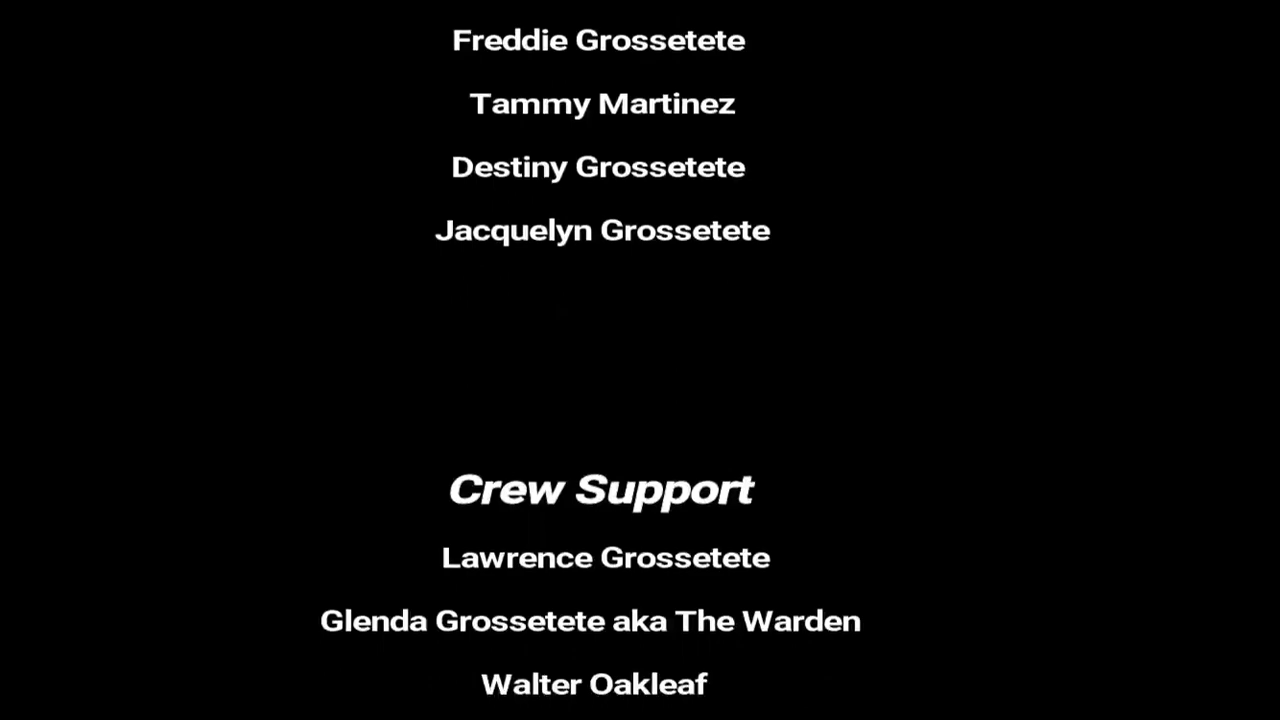 Freddie Grossetete
Tammy Martinez
Destiny Grossetete
Jacquelyn Grossetete
Crew Support
Lawrence Grossetete
Glenda Grossetete aka The Warden
Walter Oakleaf